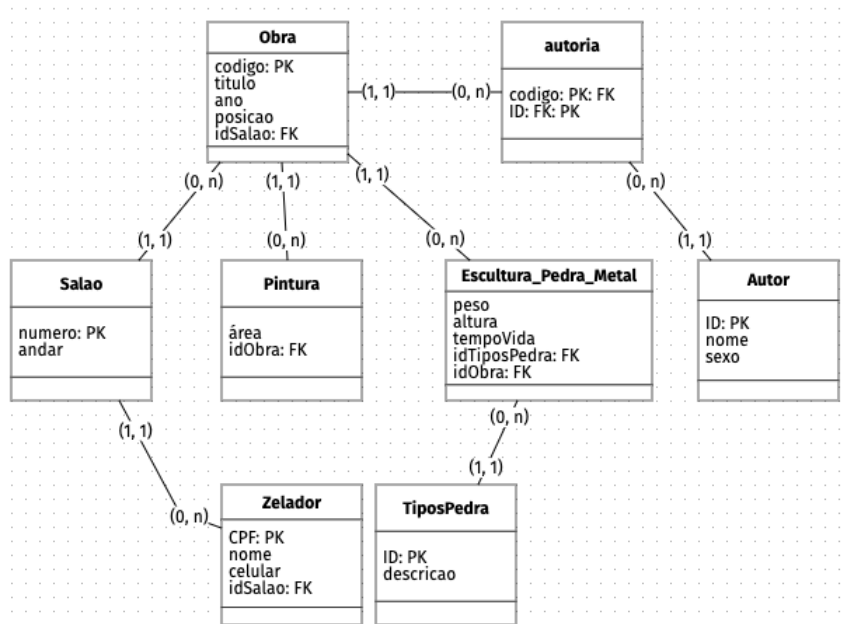 Obra
codigo: PK
titulo
ano
posicao
idSalao: FK
autoria
codigo: PK: FK
ID: FK: PK
(1, 1)
(0, n)
(0, n)
(1, 1)
(1, 1)
(0, n)
(1, 1)
(0, n)
(0, n)
(1, 1)
Salao
numero: PK
andar
Pintura
área
idObra: FK
Escultura_Pedra_Metal
peso
altura
tempoVida
idTiposPedra: FK
idObra: FK
Autor
ID: PK
nome
sexo
(1, 1)
(0, n)
(0, n)
(1, 1)
Zelador
CPF: PK
nome
celular
idSalao: FK
TiposPedra
ID: PK
descricao